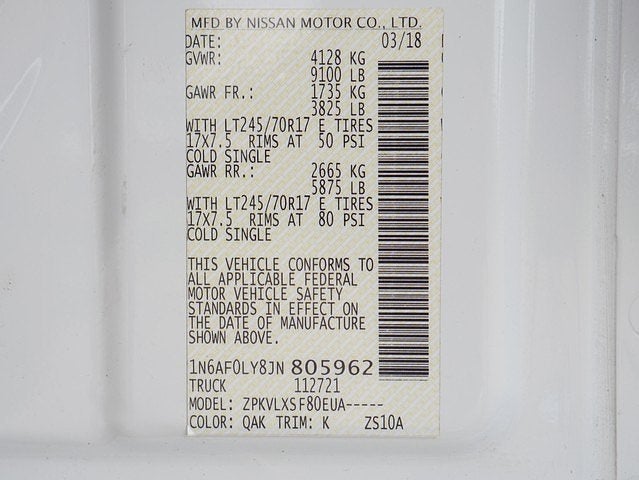 MFD BY NISSAN MOTOR CO., LTD.
DATE: 03/18
GVWR: 4128 KG
9100 LB
GAWR FR.: 1735 KG
3825 LB
WITH LT245/70R17 E TIRES
17X7.5 RIMS AT 50 PSI
COLD SINGLE
GAWR RR.: 2665 KG
5875 LB
WITH LT245/70R17 E TIRES
17X7.5 RIMS AT 80 PSI
COLD SINGLE
THIS VEHICLE CONFORMS TO
ALL APPLICABLE FEDERAL
MOTOR VEHICLE SAFETY
STANDARDS IN EFFECT ON
THE DATE OF MANUFACTURE
SHOWN ABOVE.
1N6AF0LY8JN 805962
TRUCK 112721
MODEL: ZPKVLXSF80EUA-----
COLOR: QAK TRIM: K ZS10A